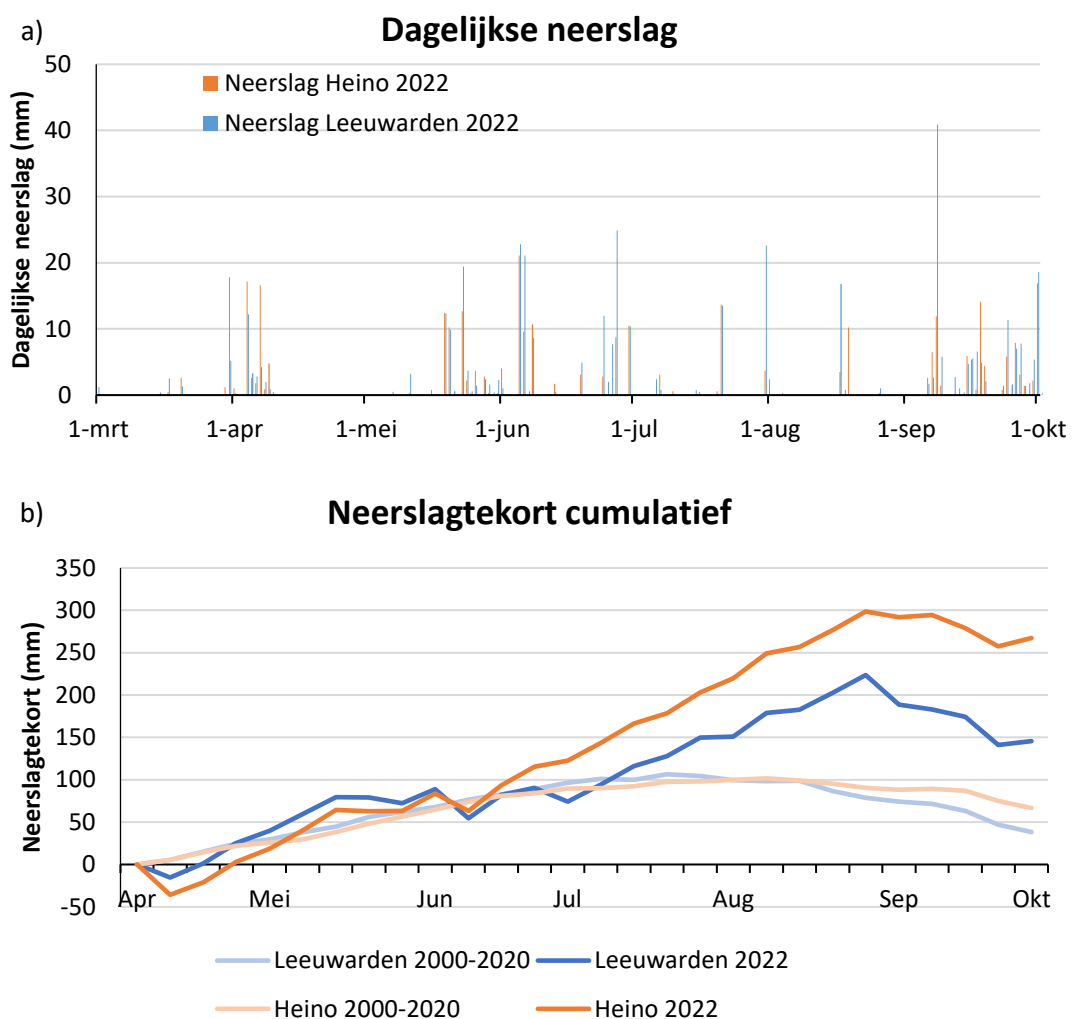 a)
Dagelijkse neerslag
Dagelijkse neerslag (mm)
50
40
30
20
10
0
Neerslag Heino 2022
Neerslag Leeuwarden 2022
1-mrt 1-apr 1-mei 1-jun 1-jul 1-aug 1-sep 1-okt
b)
Neerslagtekort cumulatief
Neerslagtekort (mm)
350
300
250
200
150
100
50
0
-50
Apr Mei Jun Jul Aug Sep Okt
Leeuwarden 2000-2020 Leeuwarden 2022
Heino 2000-2020 Heino 2022